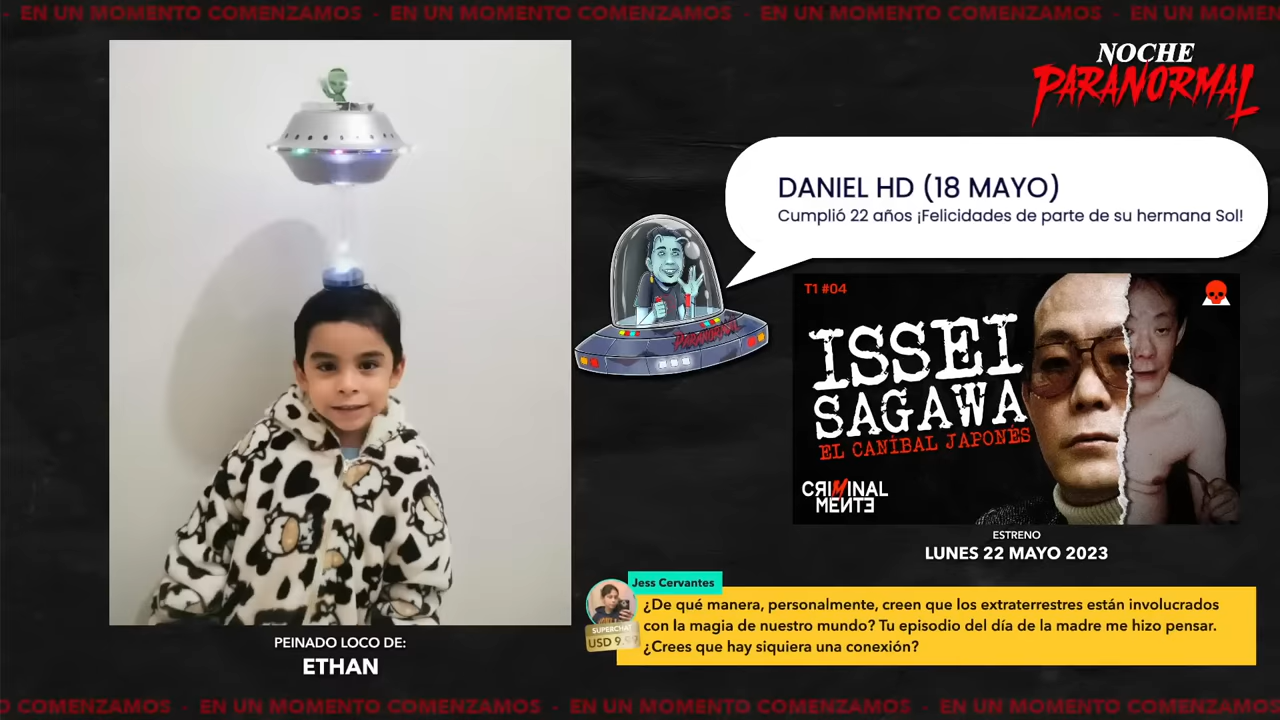 EN UN MOMENTO COMENZAMOS - EN UN MOMENTO COMENZAMOS - EN UN MOMENTO COMENZAMOS - EN UN MOMEN
NOCHE
PARANORMAL
DANIEL HD (18 MAYO)
Cumplió 22 años ¡Felicidades de parte de su hermana Sol!
PARANORMAL
T1 #04
ISSEI
SAGAWA
EL CANÍBAL JAPONÉS
CRIMINAL
MENTE
ESTRENO
LUNES 22 MAYO 2023
Jess Cervantes
¿De qué manera, personalmente, creen que los extraterrestres están involucrados
con la magia de nuestro mundo? Tu episodio del día de la madre me hizo pensar.
¿Crees que hay siquiera una conexión?
SUPERCHAT
USD 9.99
PEINADO LOCO DE:
ETHAN
O COMENZAMOS - EN UN MOMENTO COMENZAMOS - EN UN MOMENTO COMENZAMOS - EN UN MOMENTO COMENZAMOS